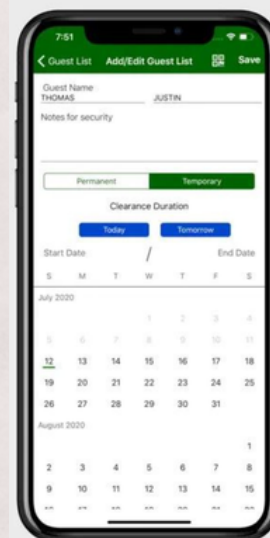 7:51
Guest List Add/Edit Guest List Save
Guest Name
THOMAS JUSTIN
Notes for security
Permanent Temporary
Clearance Duration
Today Tomorrow
Start Date / End Date
S M T W T F S
July 2020
1 2 3 4
5 6 7 8 9 10 11
12 13 14 15 16 17 18
19 20 21 22 23 24 25
26 27 28 29 30 31
August 2020
1
2 3 4 5 6 7 8
9 10 11 12 13 14 15